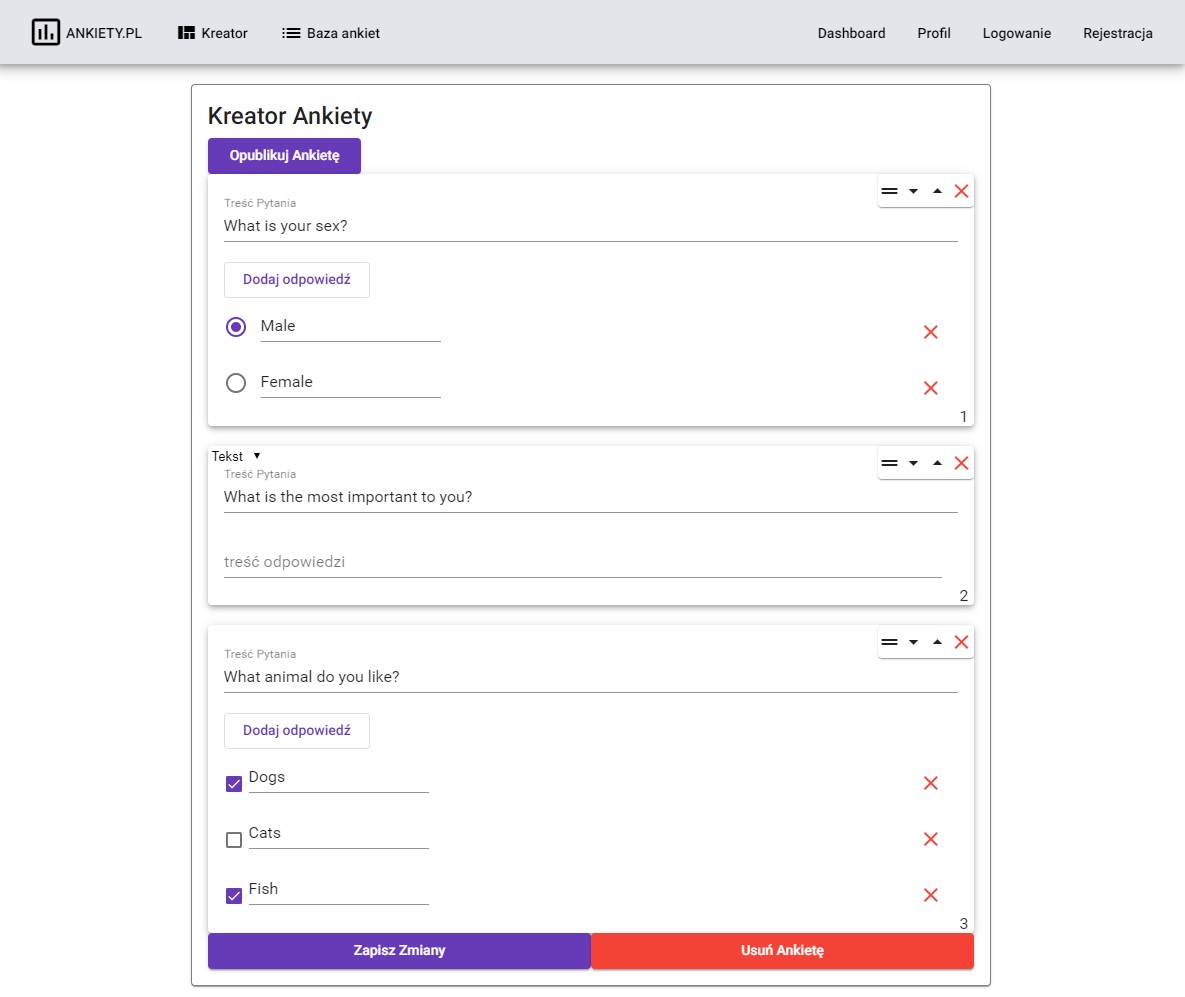 ANKIETY.PL Kreator Baza ankiet Dashboard Profil Logowanie Rejestracja
Kreator Ankiety
Opublikuj Ankietę
Treść Pytania
What is your sex?
Dodaj odpowiedź
Male
Female
1
Tekst
Treść Pytania
What is the most important to you?
treść odpowiedzi
2
Treść Pytania
What animal do you like?
Dodaj odpowiedź
Dogs
Cats
Fish
3
Zapisz Zmiany Usuń Ankietę